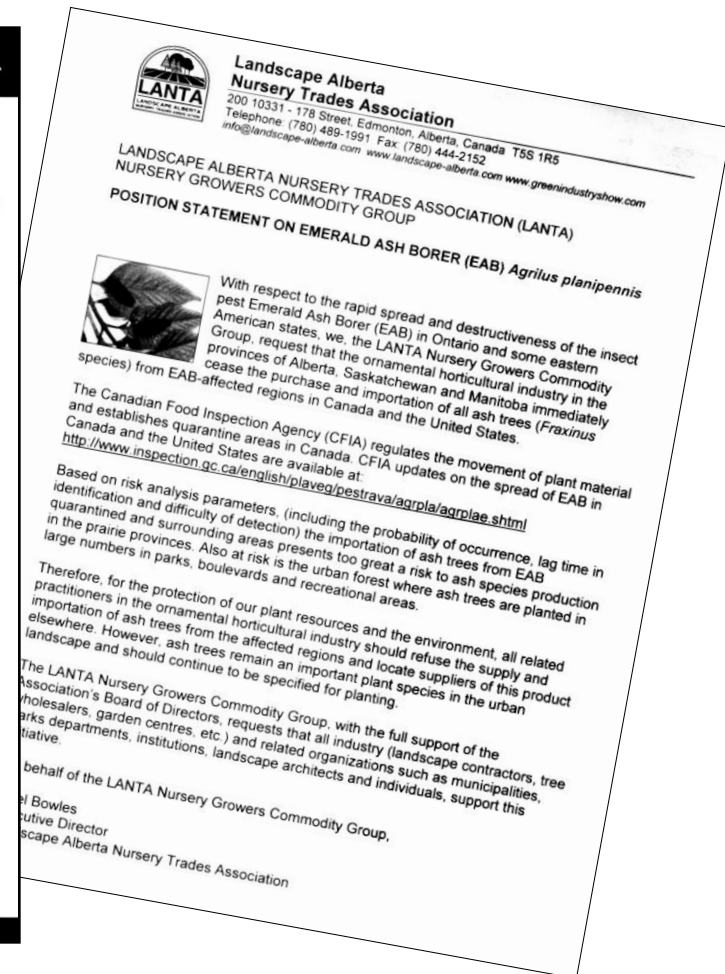 LANTA
LANDSCAPE ALBERTA
NURSERY TRADES ASSOCIATION
Landscape Alberta
Nursery Trades Association
200 10331 - 178 Street, Edmonton, Alberta, Canada T5S 1R5
Telephone: (780) 489-1991 Fax: (780) 444-2152
info@landscape-alberta.com www.landscape-alberta.com www.greenindustryshow.com
LANDSCAPE ALBERTA NURSERY TRADES ASSOCIATION (LANTA)
NURSERY GROWERS COMMODITY GROUP
POSITION STATEMENT ON EMERALD ASH BORER (EAB) Agrilus planipennis
With respect to the rapid spread and destructiveness of the insect
pest Emerald Ash Borer (EAB) in Ontario and some eastern
American states, we, the LANTA Nursery Growers Commodity
Group, request that the ornamental horticultural industry in the
provinces of Alberta, Saskatchewan and Manitoba immediately
cease the purchase and importation of all ash trees (Fraxinus
species) from EAB-affected regions in Canada and the United States.
The Canadian Food Inspection Agency (CFIA) regulates the movement of plant material
and establishes quarantine areas in Canada. CFIA updates on the spread of EAB in
Canada and the United States are available at:
http://www.inspection.gc.ca/english/plaveg/pestrava/agrpla/agrplae.shtml
Based on risk analysis parameters, (including the probability of occurrence, lag time in
identification and difficulty of detection) the importation of ash trees from EAB
quarantined and surrounding areas presents too great a risk to ash species production
in the prairie provinces. Also at risk is the urban forest where ash trees are planted in
large numbers in parks, boulevards and recreational areas.
Therefore, for the protection of our plant resources and the environment, all related
practitioners in the ornamental horticultural industry should refuse the supply and
importation of ash trees from the affected regions and locate suppliers of this product
elsewhere. However, ash trees remain an important plant species in the urban
landscape and should continue to be specified for planting.
The LANTA Nursery Growers Commodity Group, with the full support of the
Association's Board of Directors, requests that all industry (landscape contractors, tree
wholesalers, garden centres, etc.) and related organizations such as municipalities,
arks departments, institutions, landscape architects and individuals, support this
tiative.
behalf of the LANTA Nursery Growers Commodity Group,
el Bowles
cutive Director
scape Alberta Nursery Trades Association